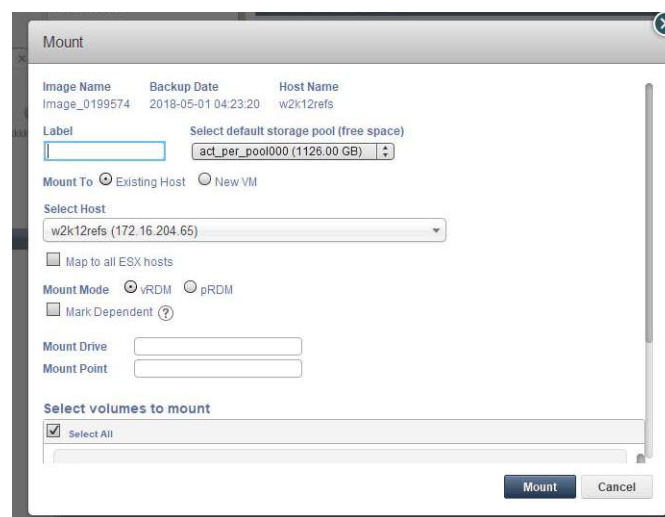 Mount
Image Name Backup Date Host Name
Image_0199574 2018-05-01 04:23:20 w2k12refs
Label Select default storage pool (free space)
act_per_pool000 (1126.00 GB)
Mount To Existing Host New VM
Select Host
w2k12refs (172.16.204.65)
Map to all ESX hosts
Mount Mode vRDM pRDM
Mark Dependent ?
Mount Drive
Mount Point
Select volumes to mount
Select All
Mount Cancel